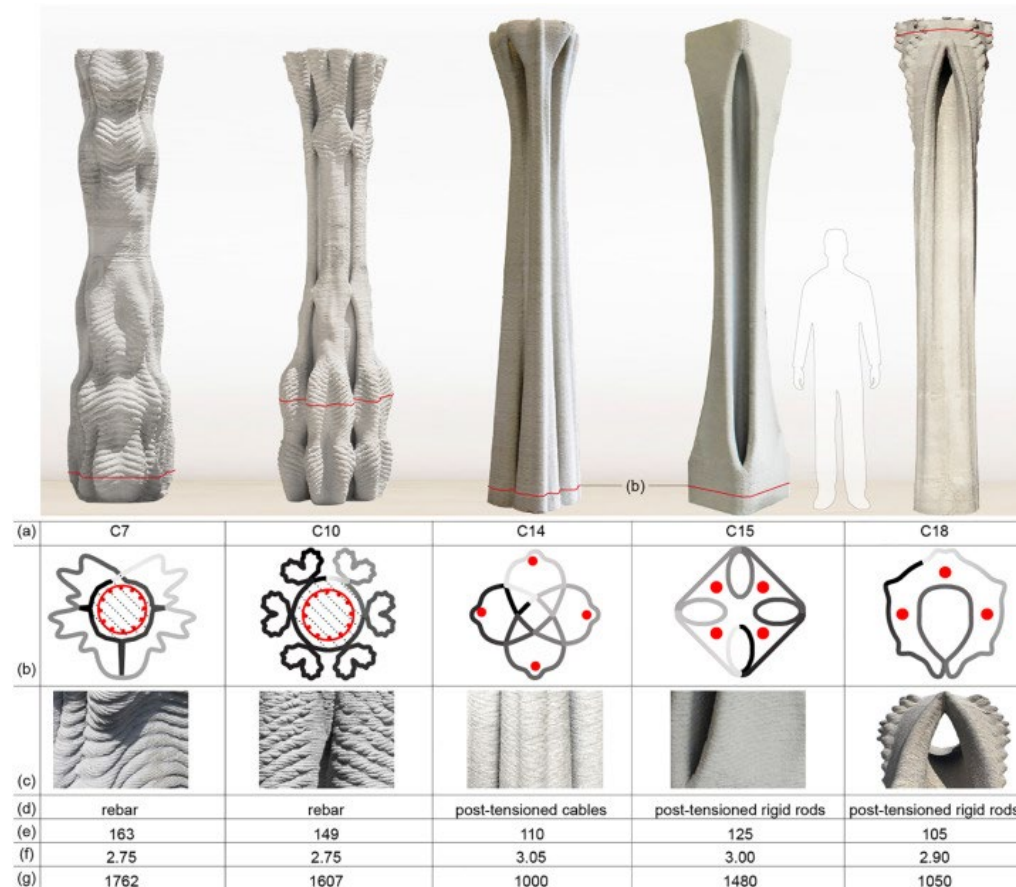 (b)
(a) C7 C10 C14 C15 C18
(b)
(c)
(d) rebar rebar post-tensioned cables post-tensioned rigid rods post-tensioned rigid rods
(e) 163 149 110 125 105
(f) 2.75 2.75 3.05 3.00 2.90
(g) 1762 1607 1000 1480 1050